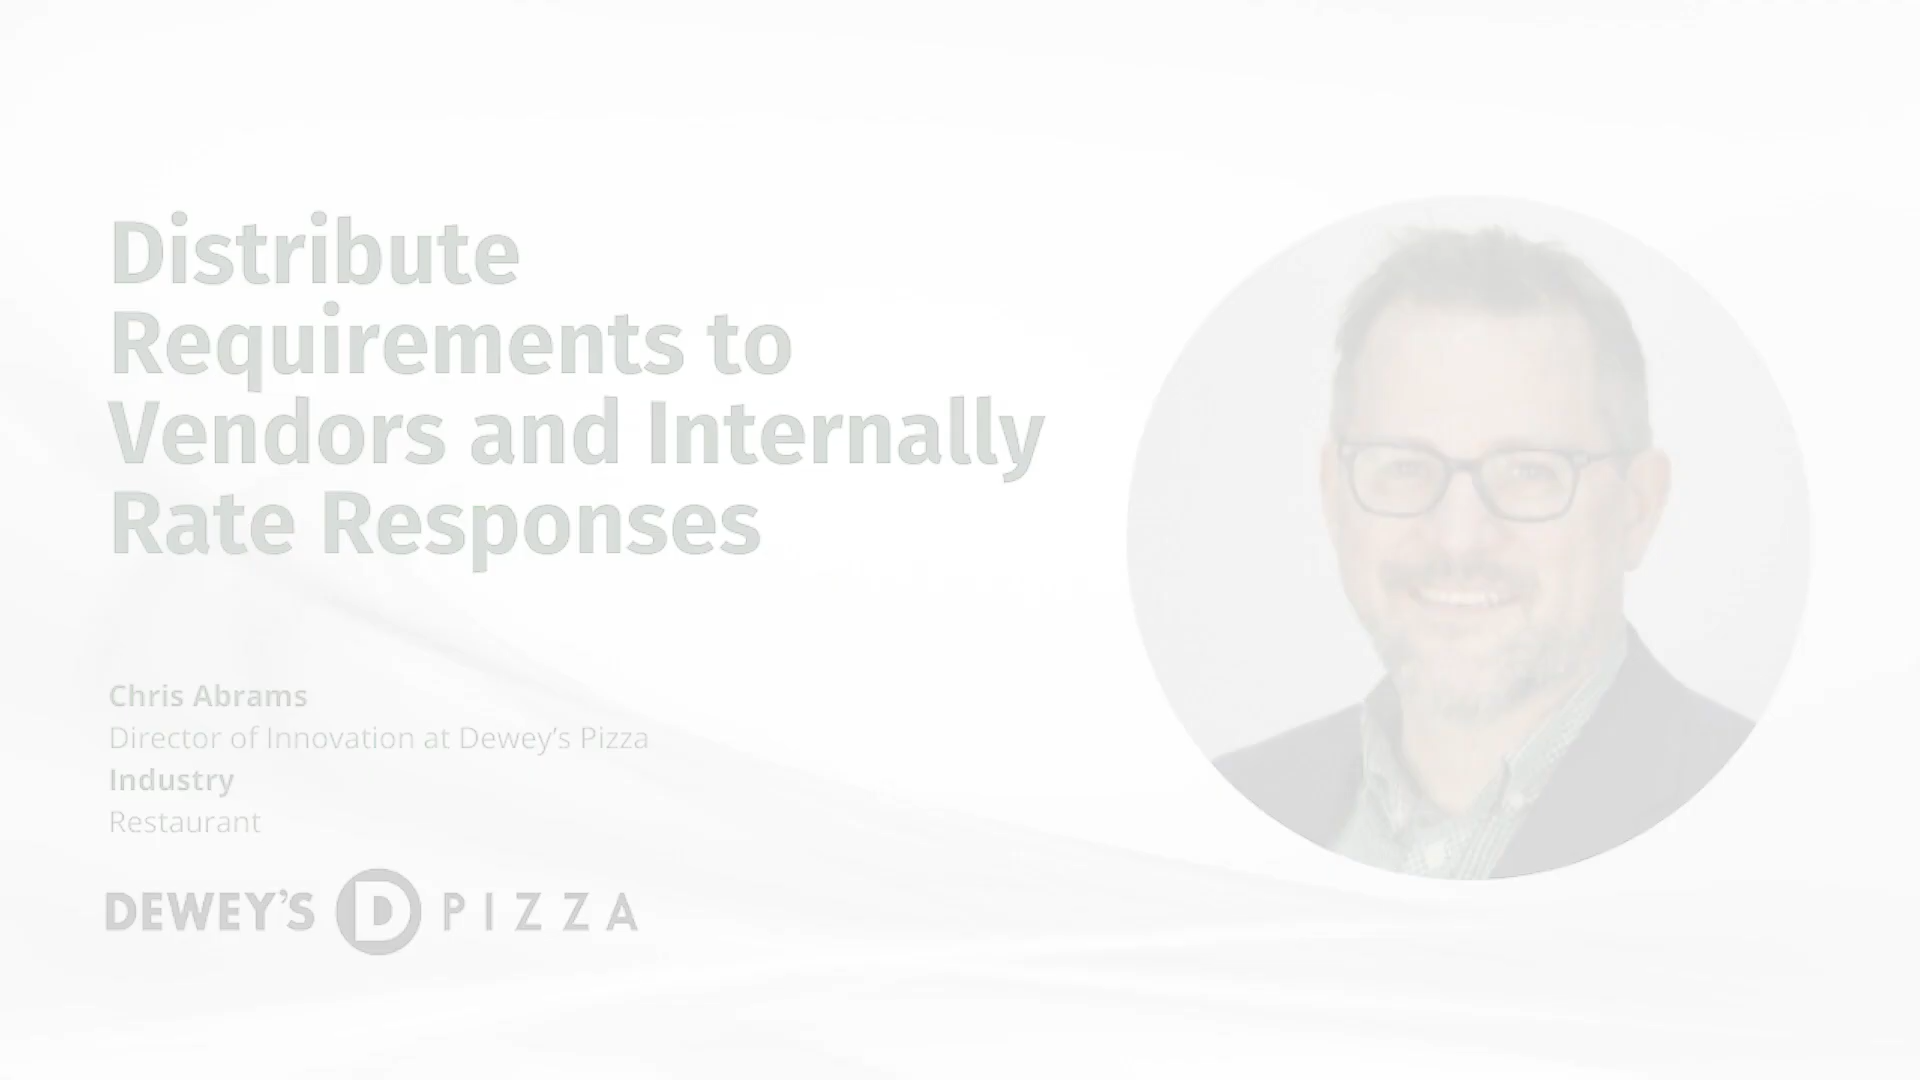 Distribute
Requirements to
Vendors and Internally
Rate Responses
Chris Abrams
Director of Innovation at Dewey’s Pizza
Industry
Restaurant
DEWEY’S D PIZZA